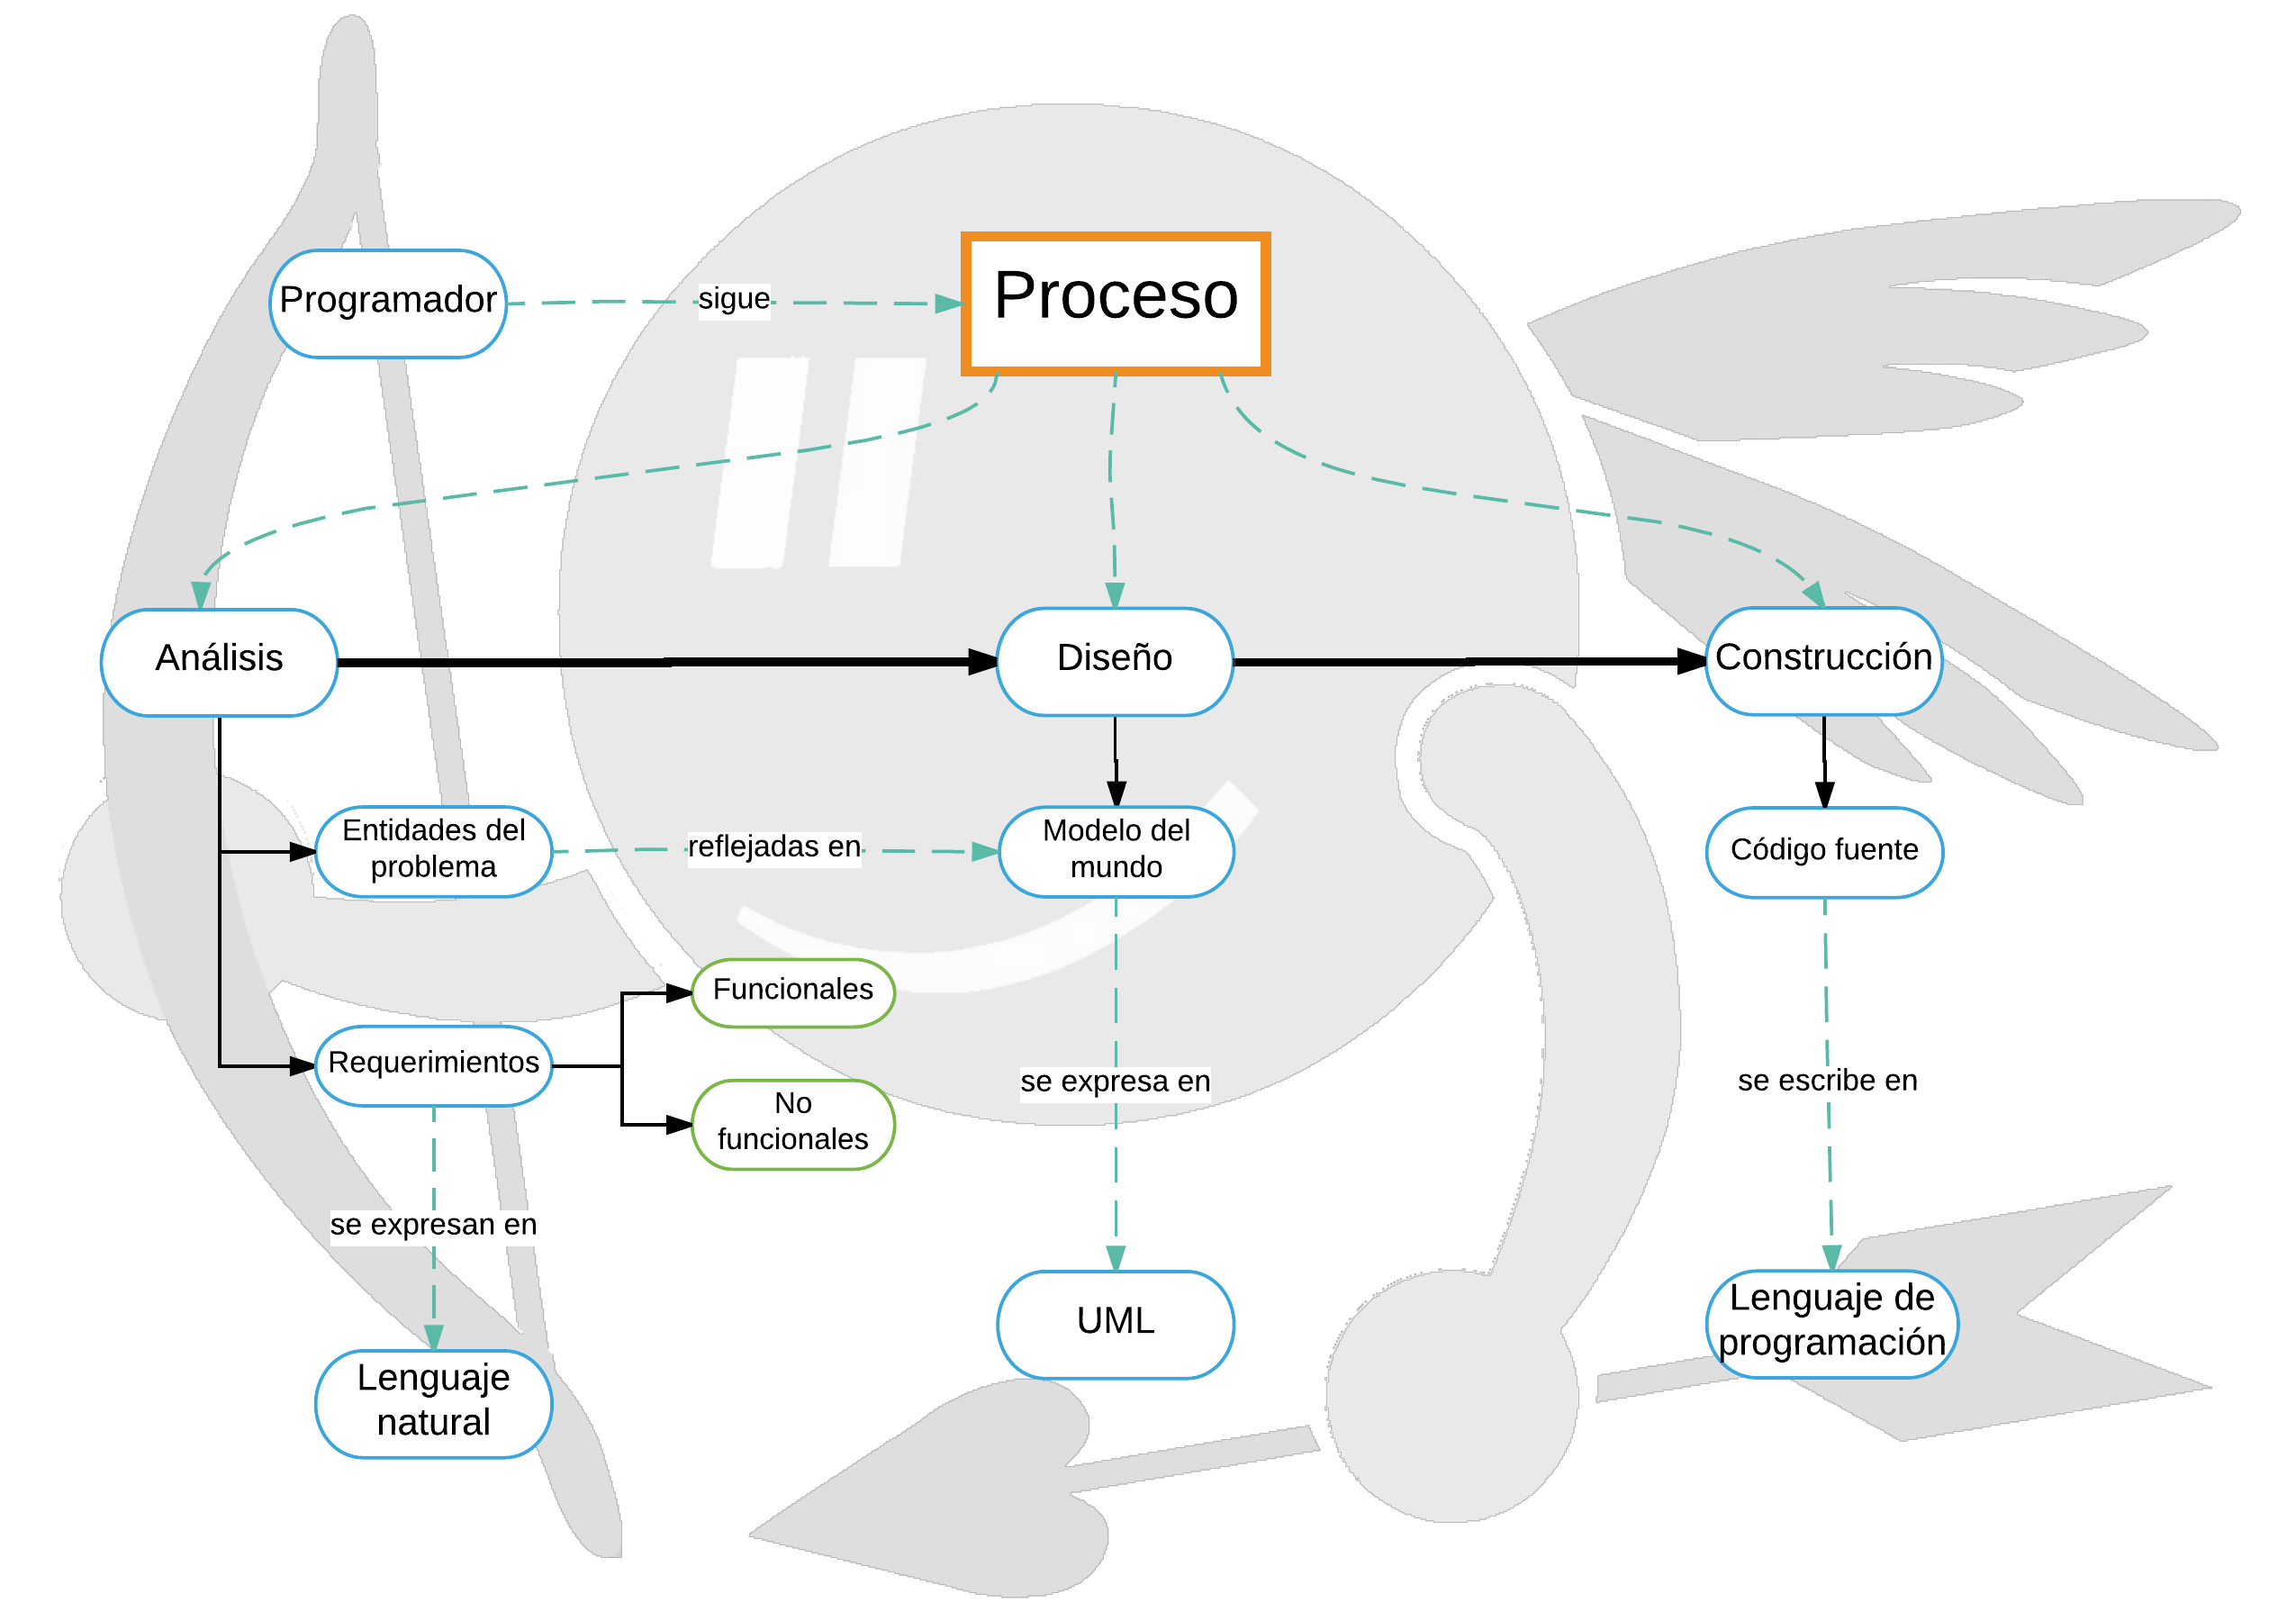 Programador
sigue
Proceso
Análisis
Diseño
Construcción
Entidades del
problema
reflejadas en
Modelo del
mundo
Código fuente
Funcionales
Requerimientos
No
funcionales
se expresa en
se escribe en
se expresan en
UML
Lenguaje de
programación
Lenguaje
natural